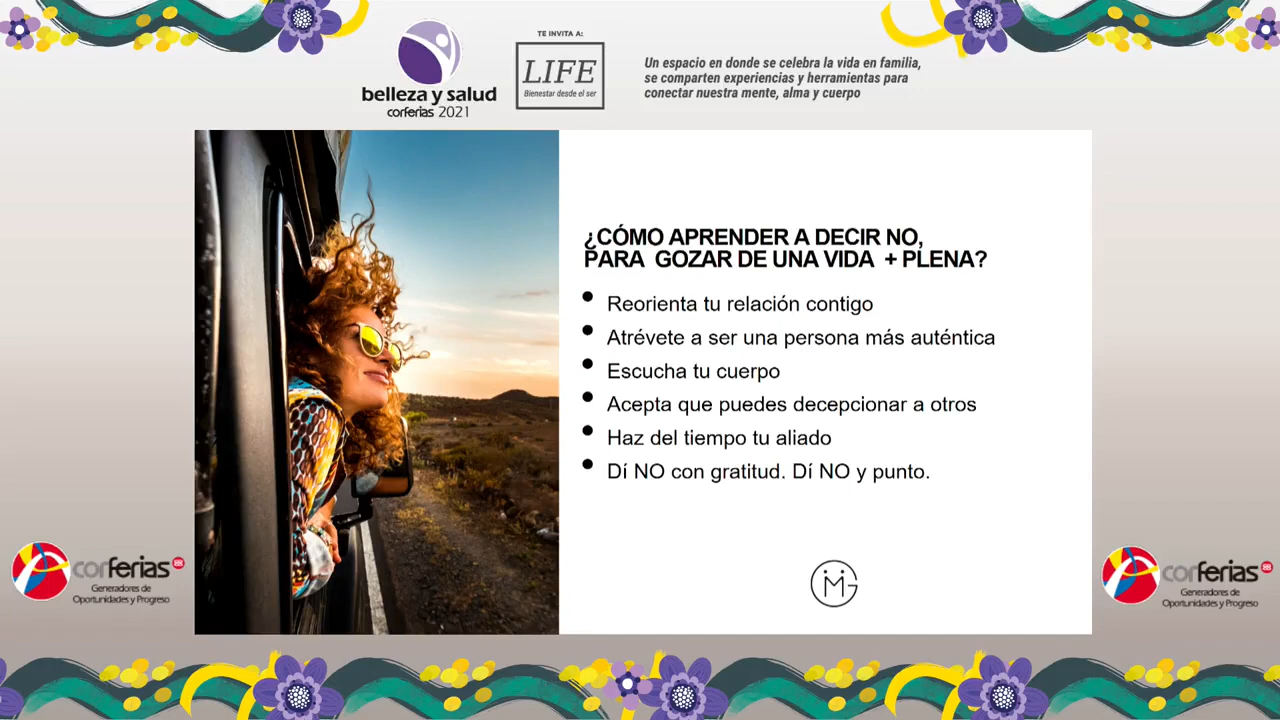 TE INVITA A:
LIFE
Bienestar desde el ser
belleza y salud
corferias 2021
Un espacio en donde se celebra la vida en familia,
se comparten experiencias y herramientas para
conectar nuestra mente, alma y cuerpo
¿CÓMO APRENDER A DECIR NO,
PARA GOZAR DE UNA VIDA + PLENA?
• Reorienta tu relación contigo
• Atrévete a ser una persona más auténtica
• Escucha tu cuerpo
• Acepta que puedes decepcionar a otros
• Haz del tiempo tu aliado
• Dí NO con gratitud. Dí NO y punto.
MG
corferias
Generadores de
Oportunidades y Progreso
corferias
Generadores de
Oportunidades y Progreso